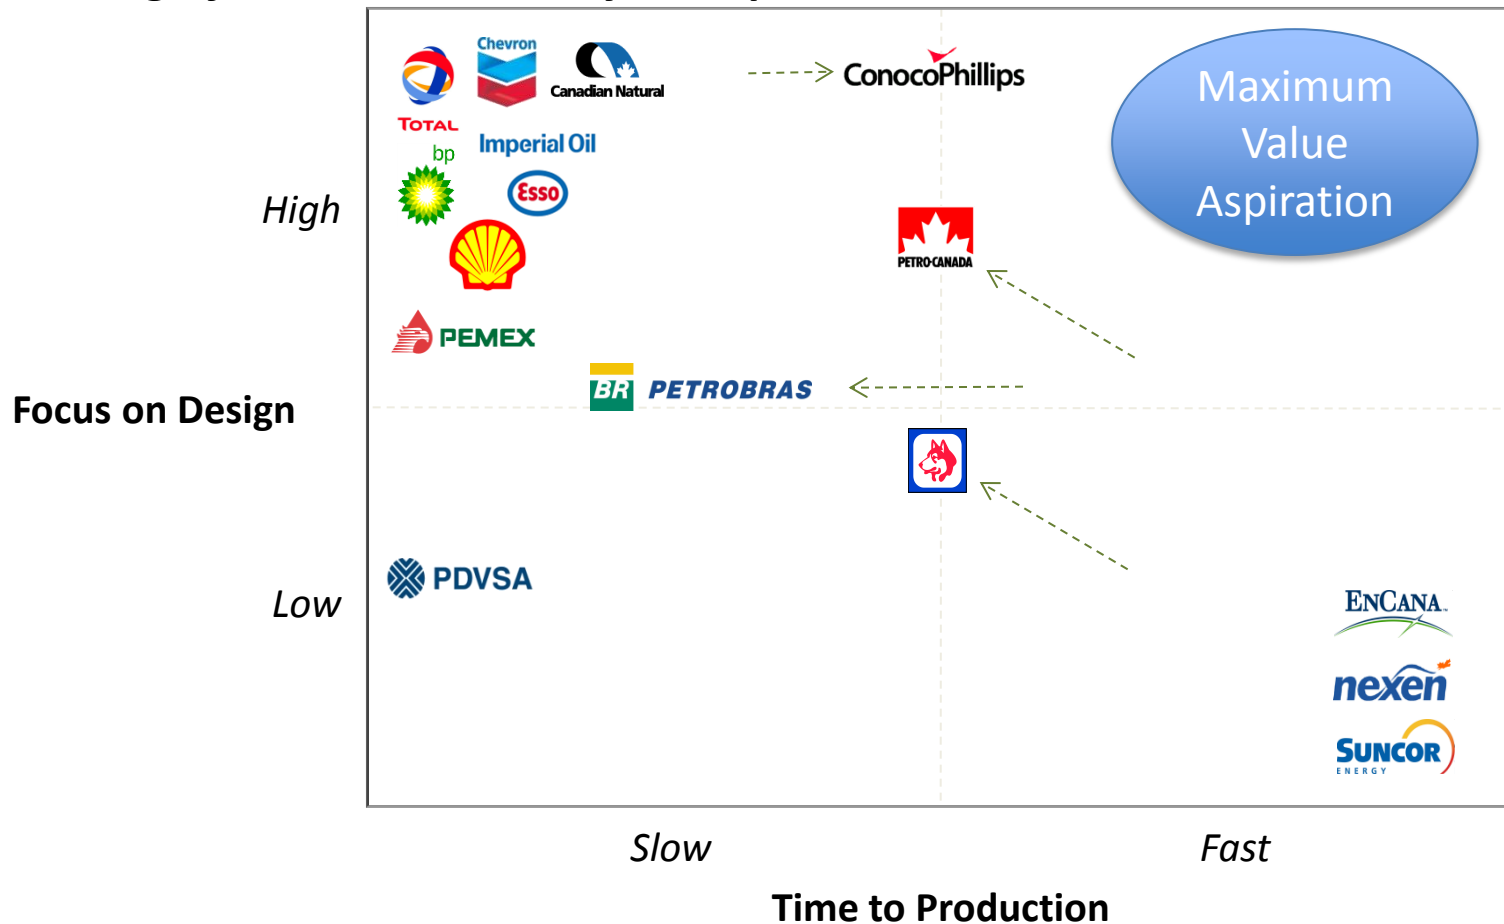 Chevron
Canadian Natural
ConocoPhillips
TOTAL
Imperial Oil
bp
Esso
Maximum
Value
Aspiration
High
PETRO-CANADA
PEMEX
BR PETROBRAS
Focus on Design
PDVSA
Low
ENCANA™
nexen
SUNCOR
ENERGY
Slow
Fast
Time to Production